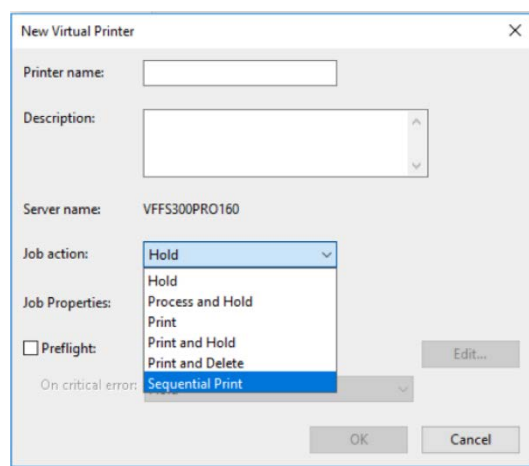 New Virtual Printer
Printer name:
Description:
Server name: VFFS300PRO160
Job action: Hold
Hold
Process and Hold
Job Properties:
Print
Print and Hold
Preflight: Edit...
Print and Delete
On critical error: Sequential Print
OK Cancel